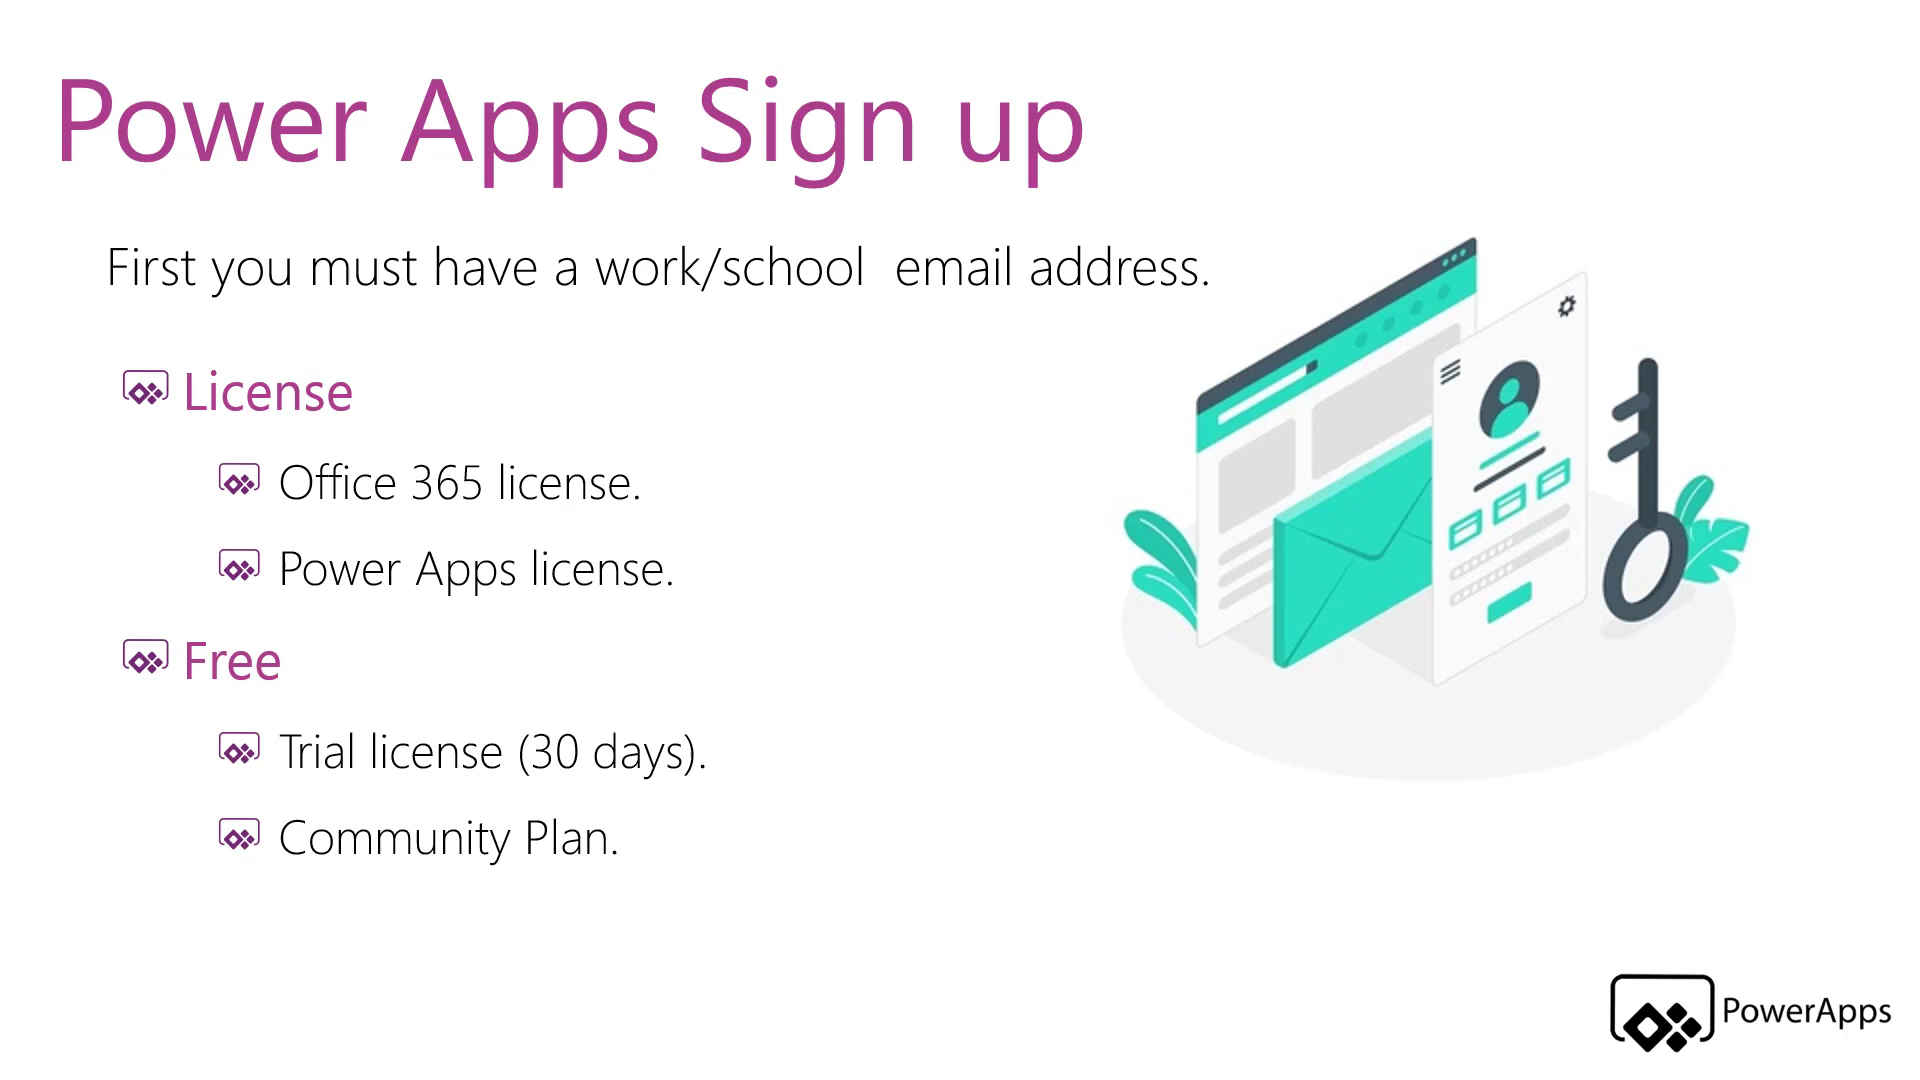 Power Apps Sign up
First you must have a work/school  email address.
License
Office 365 license.
Power Apps license.
Free
Trial license (30 days).
Community Plan.
PowerApps